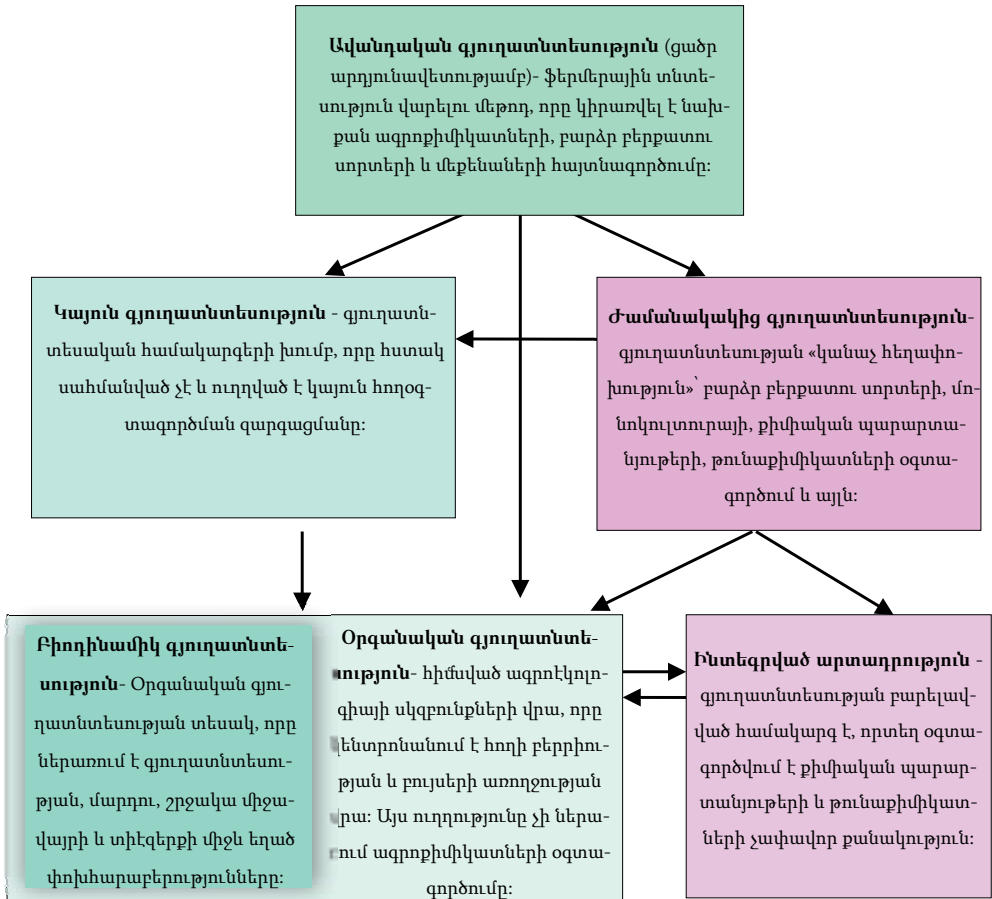 Ավանդական գյուղատնտեսություն (ցածր
արդյունավետությամբ)- ֆերմերային տնտե-
սություն վարելու մեթոդ, որը կիրառվել է նախ-
քան ագրոքիմիկատների, բարձր բերքատու
սորտերի և մեքենաների հայտնագործումը:
Կայուն գյուղատնտեսություն - գյուղատն-
տեսական համակարգերի խումբ, որը հստակ
սահմանված չէ և ուղղված է կայուն հողօգ-
տագործման զարգացմանը:
Ժամանակակից գյուղատնտեսություն-
գյուղատնտեսության «կանաչ հեղափո-
խություն»՝ բարձր բերքատու սորտերի, մո-
նոկուլտուրայի, քիմիական պարարտա-
նյութերի, թունաքիմիկատների օգտա-
գործում և այլն:
Բիոդինամիկ գյուղատնտե-
սություն- Օրգանական գյու-
ղատնտեսության տեսակ, որը
ներառում է գյուղատնտեսու-
թյան, մարդու, շրջակա միջա-
վայրի և տիեզերքի միջև եղած
փոխհարաբերությունները:
Օրգանական գյուղատնտե-
սություն- հիմնված ագրոէկոլո-
գիայի սկզբունքների վրա, որը
կենտրոնանում է հողի բերրիու-
թյան և բույսերի առողջության
վրա: Այս ուղղությունը չի ներա-
ռում ագրոքիմիկատների օգտա-
գործումը:
Ինտեգրված արտադրություն -
գյուղատնտեսության բարելավ-
ված համակարգ է, որտեղ օգտա-
գործվում է քիմիական պարար-
տանյութերի և թունաքիմիկատ-
ների չափավոր քանակություն: